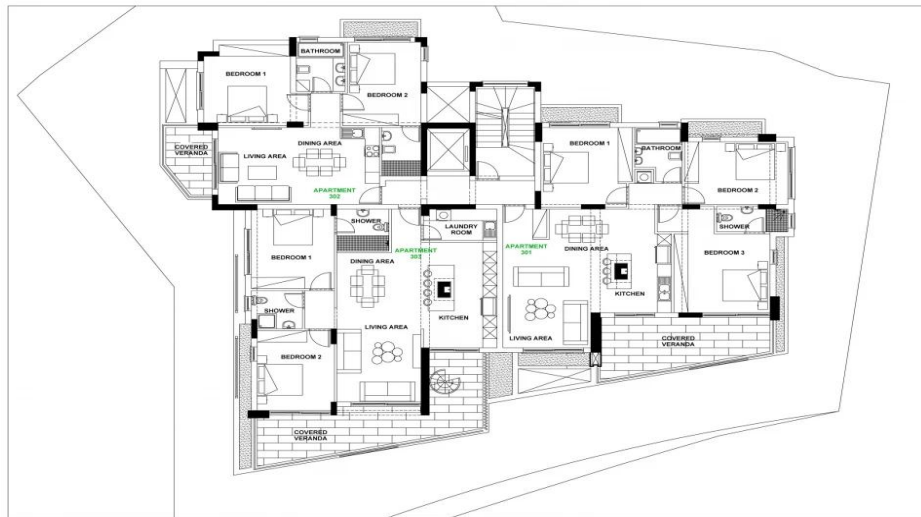 BATHROOM
BEDROOM 1
BEDROOM 2
COVERED
VERANDA
DINING AREA
LIVING AREA
APARTMENT
302
BEDROOM 1
BATHROOM
BEDROOM 2
BEDROOM 1
SHOWER
LAUNDRY
ROOM
APARTMENT
303
DINING AREA
SHOWER
LIVING AREA
KITCHEN
BEDROOM 2
COVERED
VERANDA
APARTMENT
301
DINING AREA
SHOWER
BEDROOM 3
KITCHEN
LIVING AREA
COVERED
VERANDA